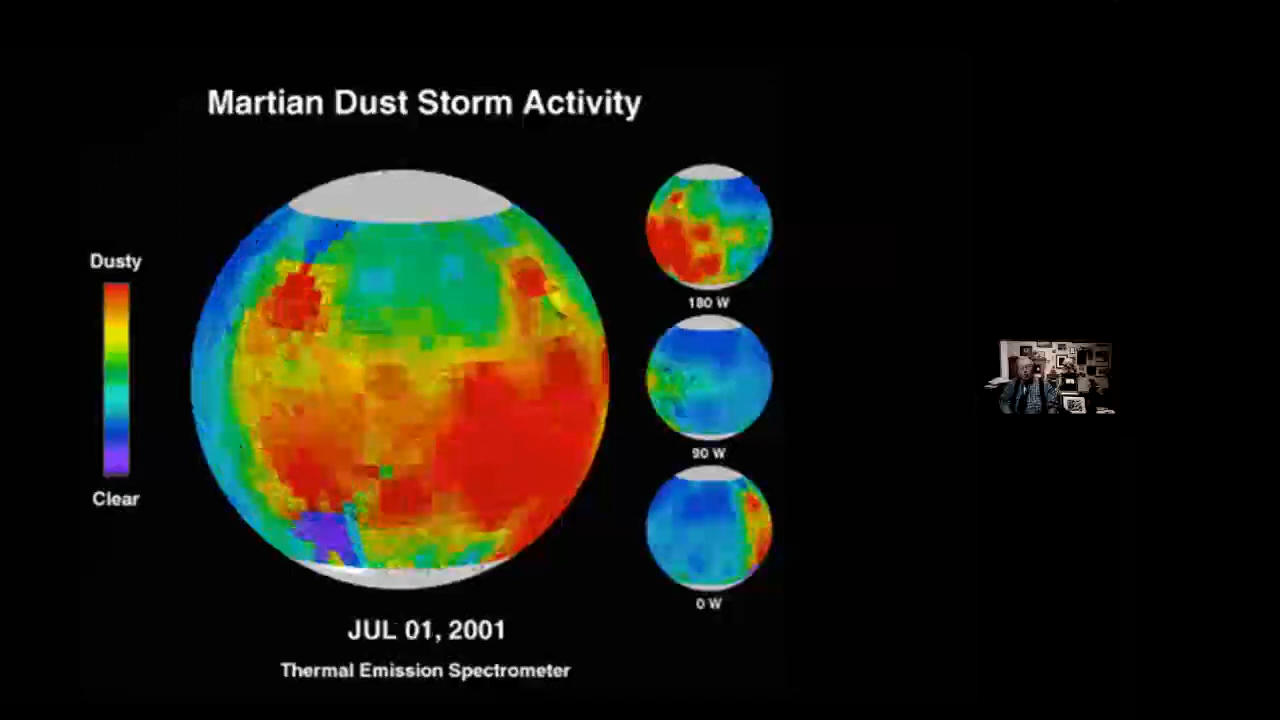 Martian Dust Storm Activity
Dusty
Clear
180 W
90 W
0 W
JUL 01, 2001
Thermal Emission Spectrometer